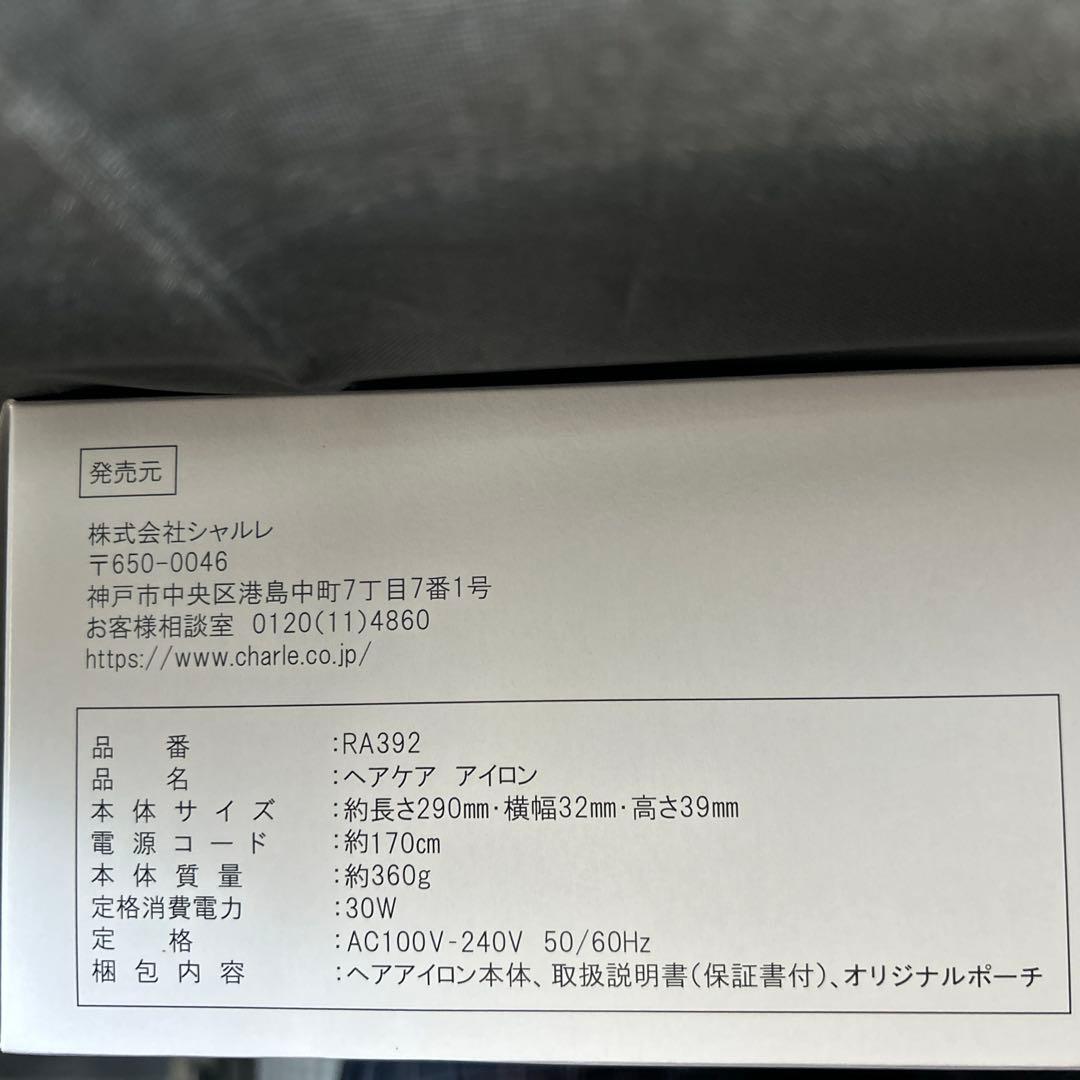 発売元
株式会社シャルレ
〒650-0046
神戸市中央区港島中町7丁目7番1号
お客様相談室 0120(11)4860
https://www.charle.co.jp/
品番 :RA392
品名 :ヘアケア アイロン
本体サイズ :約長さ290㎜・横幅32㎜・高さ39㎜
電源コード :約170㎝
本体質量 :約360g
定格消費電力 :30W
定格 :AC100V-240V 50/60Hz
梱包内容 :ヘアアイロン本体、取扱説明書(保証書付)、オリジナルポーチ